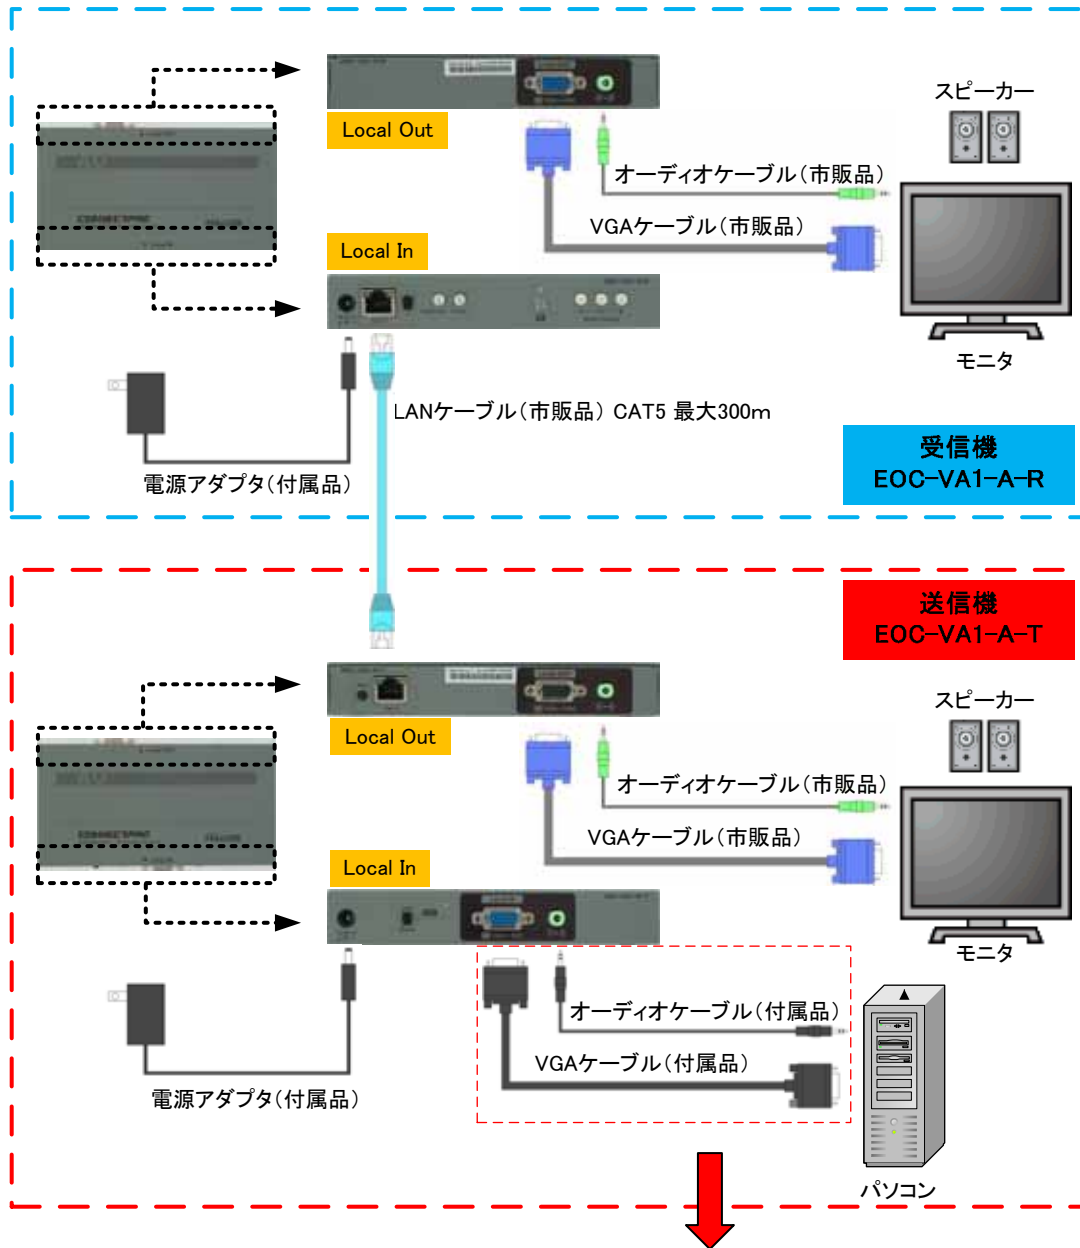 スピーカー
Local Out
オーディオケーブル(市販品)
VGAケーブル(市販品)
Local In
モニタ
LANケーブル(市販品) CAT5 最大300m
電源アダプタ(付属品)
受信機
EOC-VA1-A-R
送信機
EOC-VA1-A-T
スピーカー
Local Out
オーディオケーブル(市販品)
VGAケーブル(市販品)
Local In
モニタ
オーディオケーブル(付属品)
VGAケーブル(付属品)
電源アダプタ(付属品)
パソコン